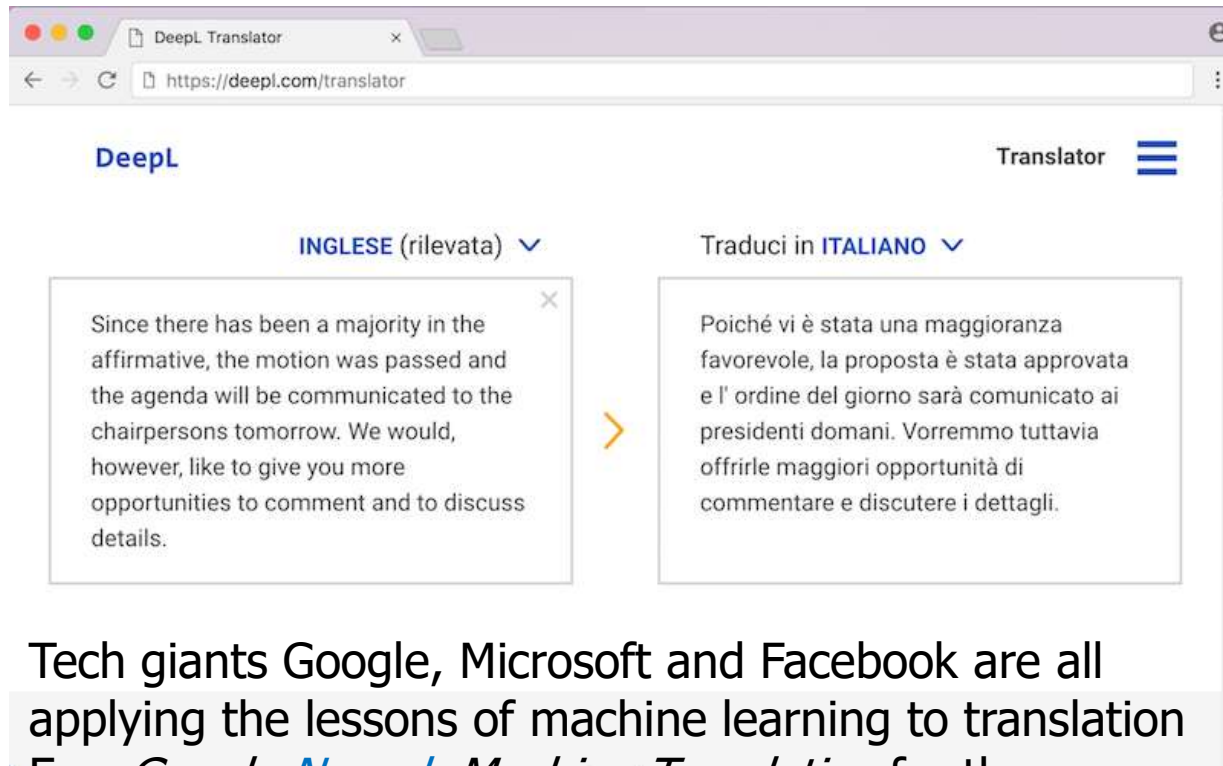 DeepL Translator
https://deepl.com/translator
DeepL
Translator
INGLESE (rilevata)
Traduci in ITALIANO
Since there has been a majority in the
affirmative, the motion was passed and
the agenda will be communicated to the
chairpersons tomorrow. We would,
however, like to give you more
opportunities to comment and to discuss
details.
Poiché vi è stata una maggioranza
favorevole, la proposta è stata approvata
e l' ordine del giorno sarà comunicato ai
presidenti domani. Vorremmo tuttavia
offrirle maggiori opportunità di
commentare e discutere i dettagli.
Tech giants Google, Microsoft and Facebook are all
applying the lessons of machine learning to translation